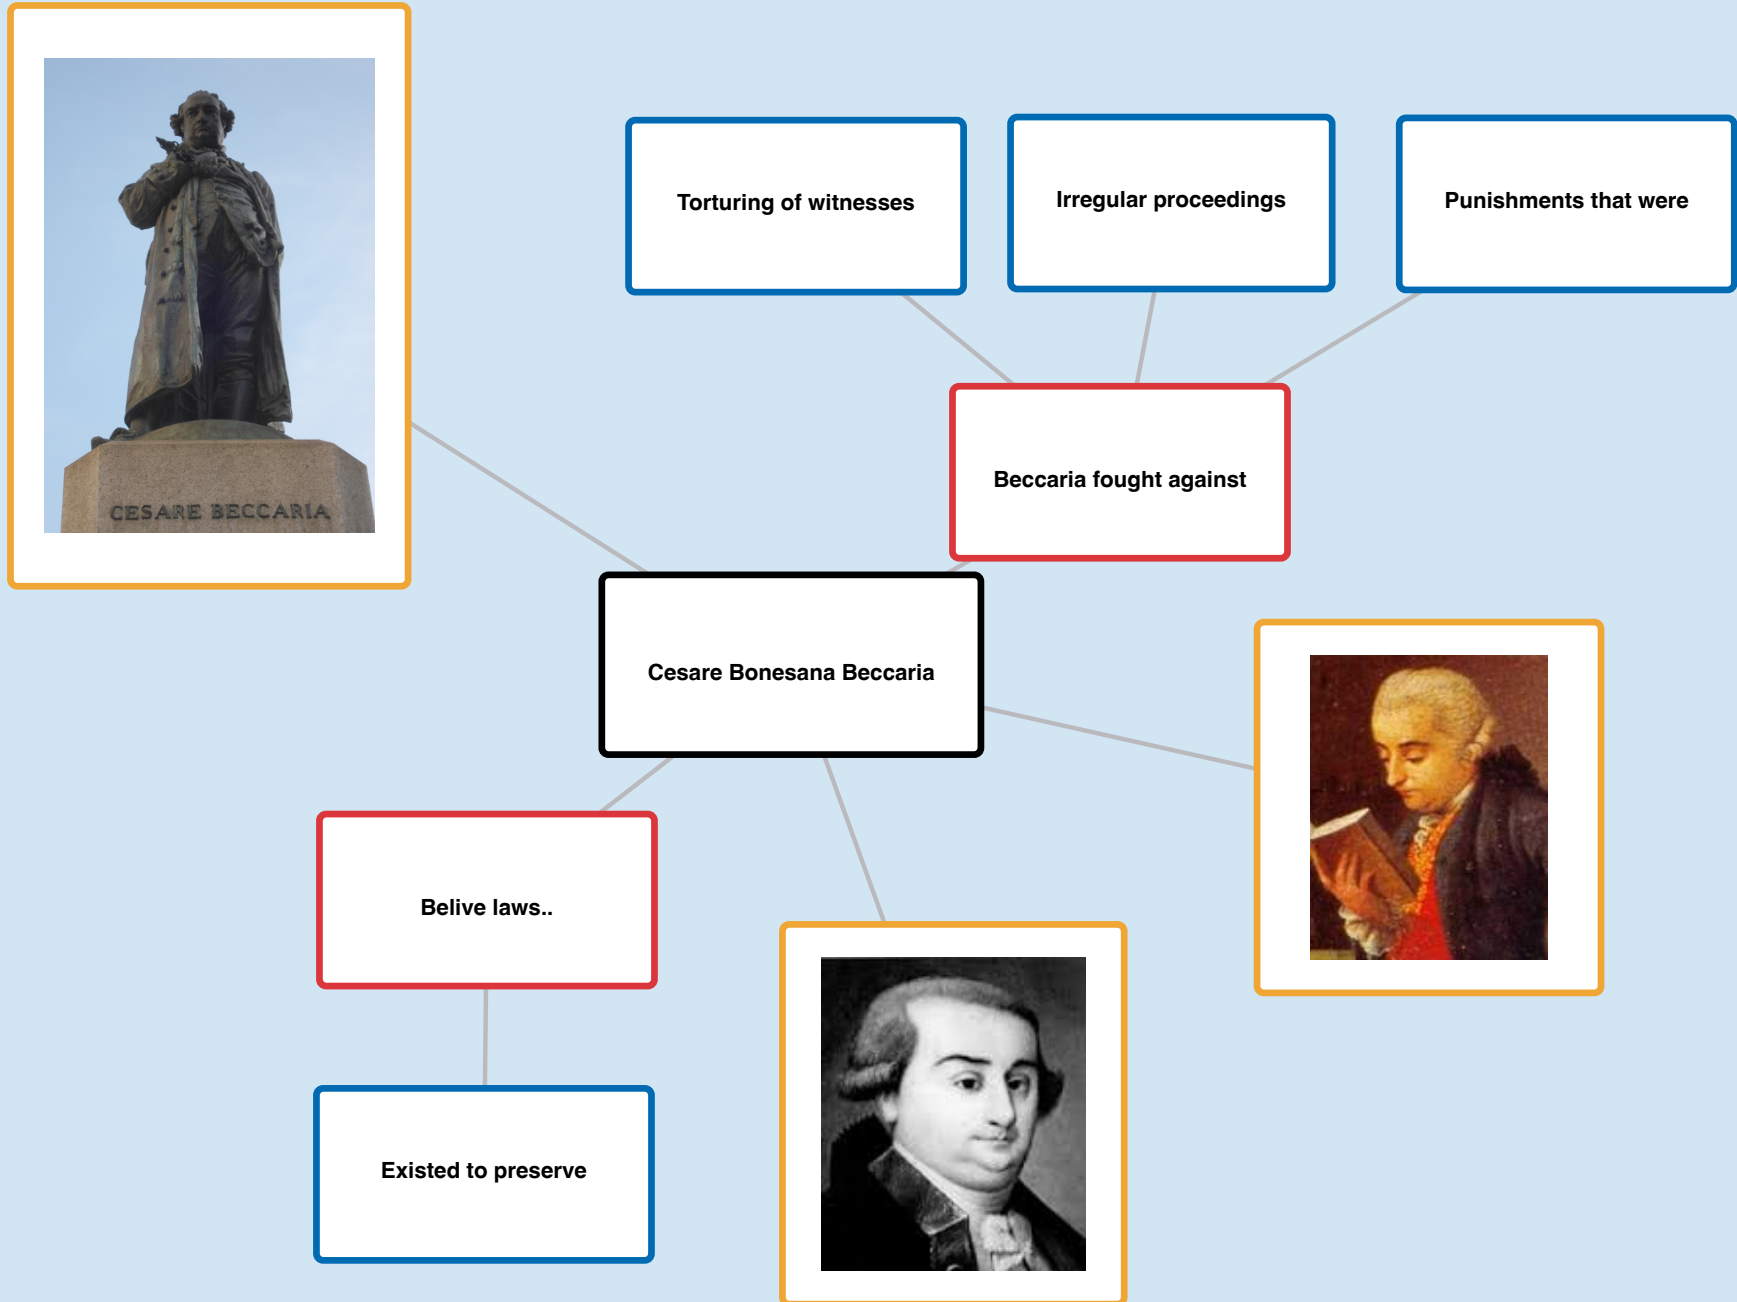 Torturing of witnesses
Irregular proceedings
Punishments that were
Beccaria fought against
CESARE BECCARIA
Cesare Bonesana Beccaria
Belive laws..
Existed to preserve